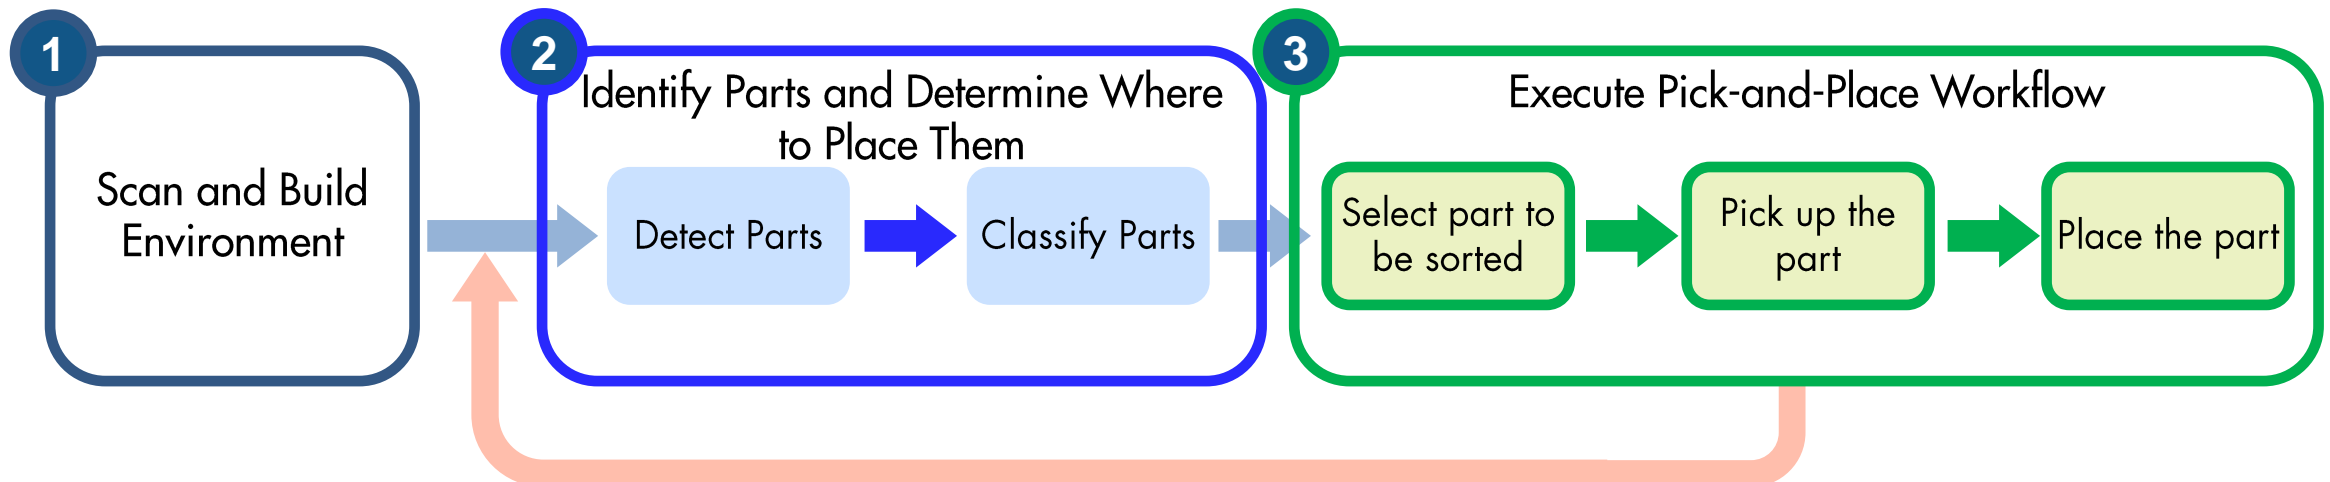 1
Scan and Build
Environment
2
Identify Parts and Determine Where
to Place Them
Detect Parts
Classify Parts
3
Execute Pick-and-Place Workflow
Select part to
be sorted
Pick up the
part
Place the part